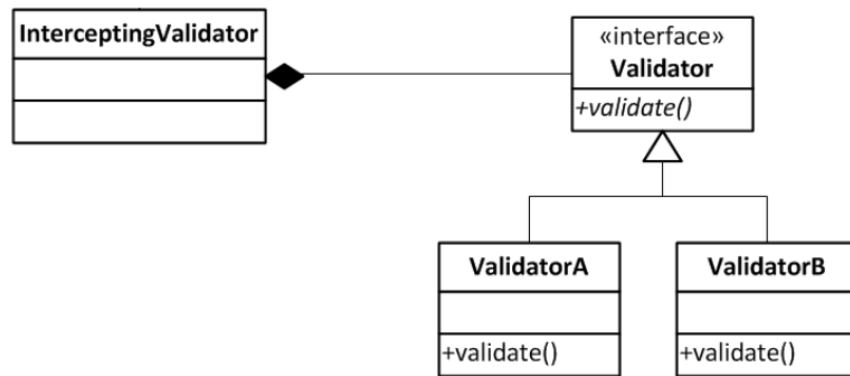 InterceptingValidator
«interface»
Validator
+validate()
ValidatorA
+validate()
ValidatorB
+validate()